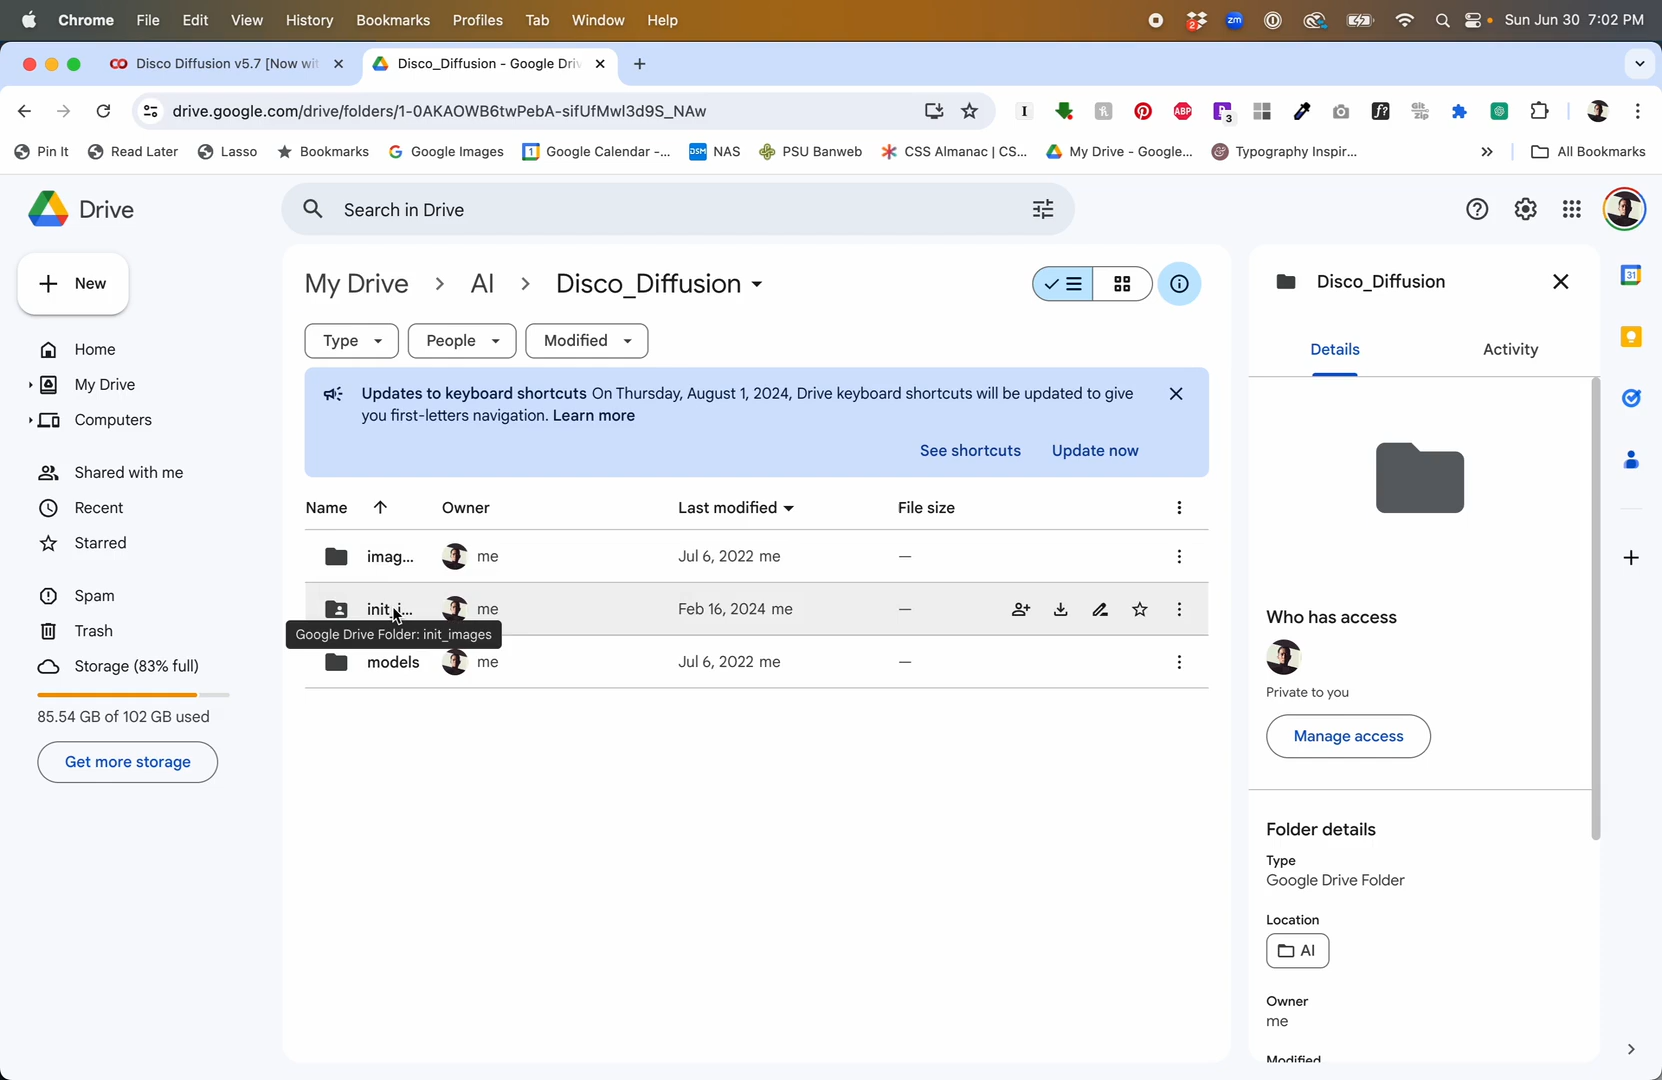 Chrome File Edit View History Bookmarks Profiles Tab Window Help
2 zm Sun Jun 30 7:02 PM
Disco Diffusion v5.7 [Now wit
Disco_Diffusion - Google Driv
drive.google.com/drive/folders/1-0AKAOWB6twPebA-sifUfMwl3d9S_NAw
ABP 3 f?
Pin It Read Later Lasso Bookmarks Google Images Google Calendar -... DSM NAS PSU Banweb CSS Almanac | CS... My Drive - Google... Typography Inspir... » All Bookmarks
Drive
Search in Drive
New
Home
My Drive
Computers
Shared with me
Recent
Starred
Spam
Trash
Storage (83% full)
85.54 GB of 102 GB used
Get more storage
My Drive > AI > Disco_Diffusion
Type People Modified
Updates to keyboard shortcuts On Thursday, August 1, 2024, Drive keyboard shortcuts will be updated to give
you first-letters navigation. Learn more
See shortcuts Update now
Name Owner Last modified File size
imag... me Jul 6, 2022 me —
init_i... me Feb 16, 2024 me —
Google Drive Folder: init_images
models me Jul 6, 2022 me —
Disco_Diffusion
Details Activity
Who has access
Private to you
Manage access
Folder details
Type
Google Drive Folder
Location
AI
Owner
me
Modified
31